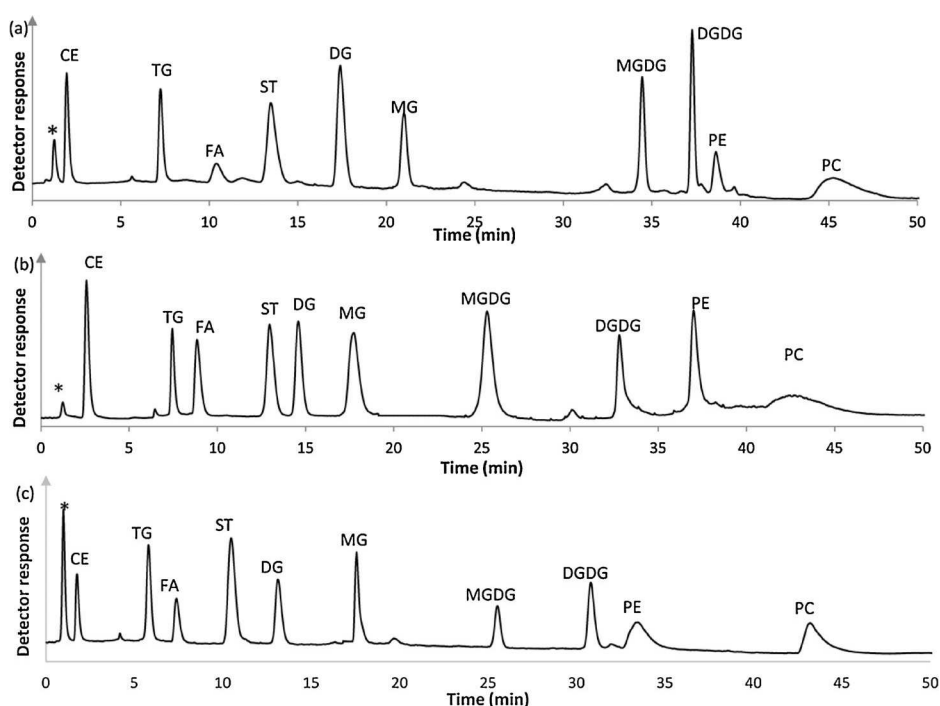 (a)
Detector response
* CE TG FA ST DG MG MGDG DGDG PE PC
0 5 10 15 20 25 30 35 40 45 50
Time (min)
(b)
Detector response
* CE TG FA ST DG MG MGDG DGDG PE PC
0 5 10 15 20 25 30 35 40 45 50
Time (min)
(c)
Detector response
* CE TG FA ST DG MG MGDG DGDG PE PC
0 5 10 15 20 25 30 35 40 45 50
Time (min)